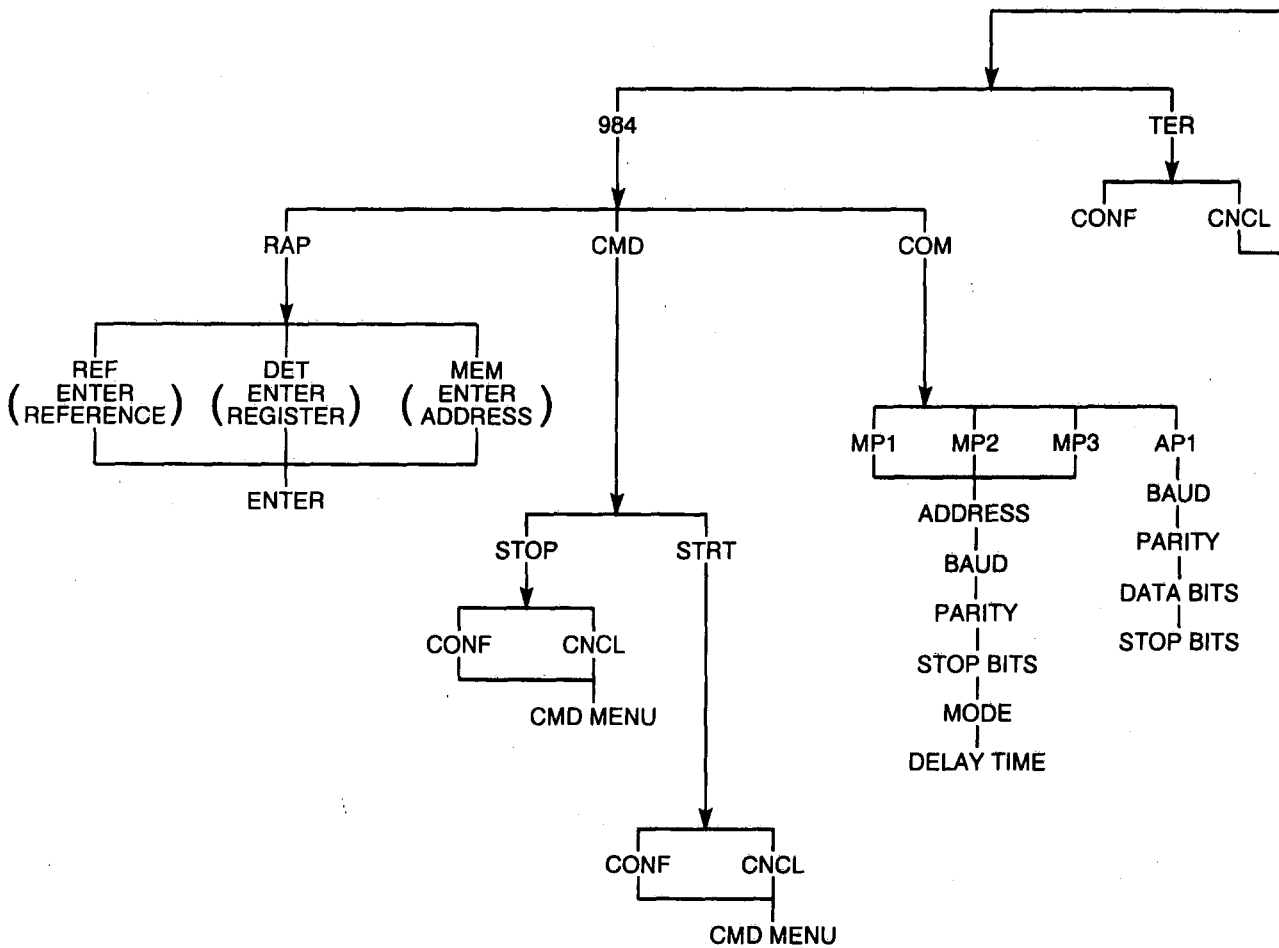 984
TER
CONF
CNCL
RAP
CMD
COM
REF
(ENTER
REFERENCE)
DET
(ENTER
REGISTER)
MEM
(ENTER
ADDRESS)
ENTER
MP1
MP2
MP3
AP1
ADDRESS
BAUD
PARITY
STOP BITS
MODE
DELAY TIME
BAUD
PARITY
DATA BITS
STOP BITS
STOP
STRT
CONF
CNCL
CMD MENU
CONF
CNCL
CMD MENU